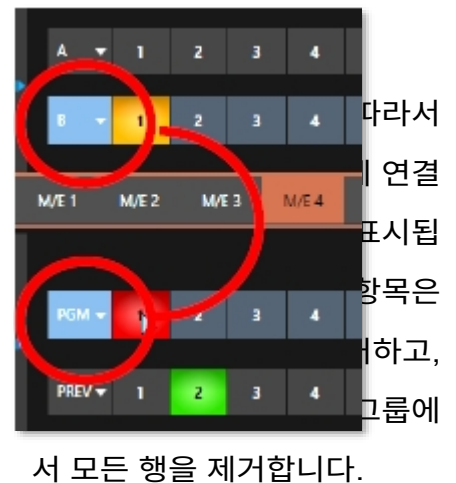 A 1 2 3 4
B 1 2 3 4
M/E 1 M/E 2 M/E 3 M/E 4
PGM 1 2 3 4
PREV 1 2 3 4
따라서
연결
표시됩
항목은
하고,
그룹에
서 모든 행을 제거합니다.